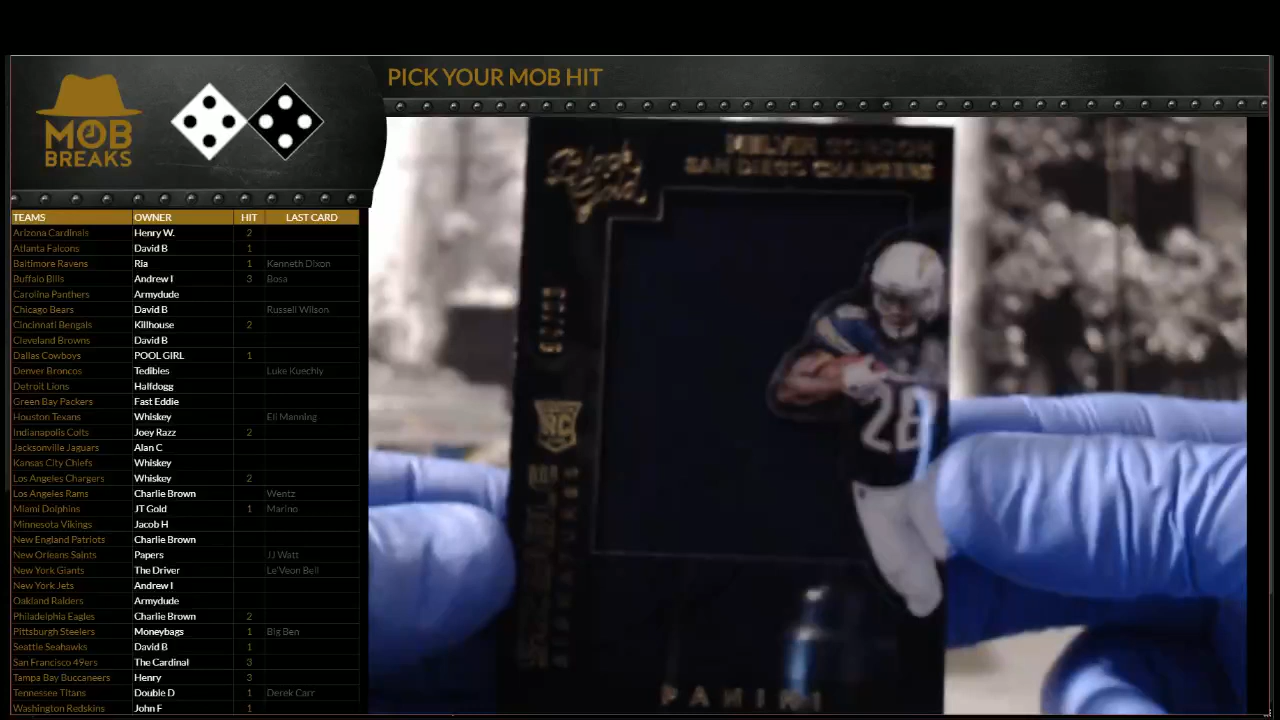 PICK YOUR MOB HIT
MOB
BREAKS
TEAMS OWNER HIT LAST CARD
Arizona Cardinals Henry W. 2
Atlanta Falcons David B 1
Baltimore Ravens Ria 1 Kenneth Dixon
Buffalo Bills Andrew I 3 Bosa
Carolina Panthers Armydude
Chicago Bears David B Russell Wilson
Cincinnati Bengals Killhouse 2
Cleveland Browns David B
Dallas Cowboys POOL GIRL 1
Denver Broncos Tedibles Luke Kuechly
Detroit Lions Halfdogg
Green Bay Packers Fast Eddie
Houston Texans Whiskey Eli Manning
Indianapolis Colts Joey Razz 2
Jacksonville Jaguars Alan C
Kansas City Chiefs Whiskey
Los Angeles Chargers Whiskey 2
Los Angeles Rams Charlie Brown Wentz
Miami Dolphins JT Gold 1 Marino
Minnesota Vikings Jacob H
New England Patriots Charlie Brown
New Orleans Saints Papers JJ Watt
New York Giants The Driver Le'Veon Bell
New York Jets Andrew I
Oakland Raiders Armydude
Philadelphia Eagles Charlie Brown 2
Pittsburgh Steelers Moneybags 1 Big Ben
Seattle Seahawks David B 1
San Francisco 49ers The Cardinal 3
Tampa Bay Buccaneers Henry 3
Tennessee Titans Double D 1 Derek Carr
Washington Redskins John F 1
Black Gold
MELVIN GORDON
SAN DIEGO CHARGERS
28
RC
SIGNATURES
PANINI